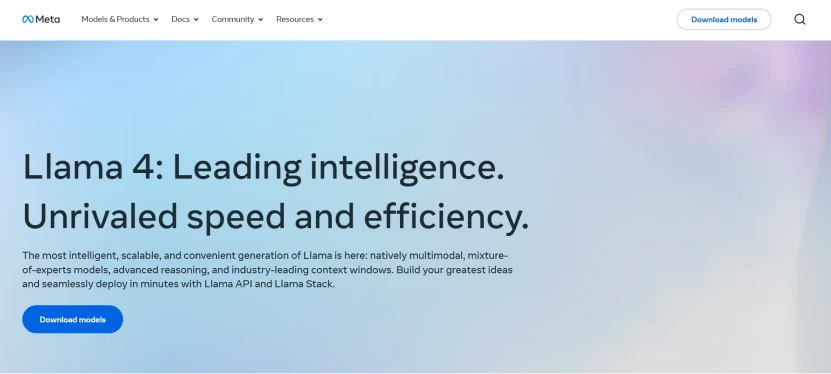 Meta Models & Products Docs Community Resources Download models
Llama 4: Leading intelligence.
Unrivaled speed and efficiency.
The most intelligent, scalable, and convenient generation of Llama is here: natively multimodal, mixture-
of-experts models, advanced reasoning, and industry-leading context windows. Build your greatest ideas
and seamlessly deploy in minutes with Llama API and Llama Stack.
Download models